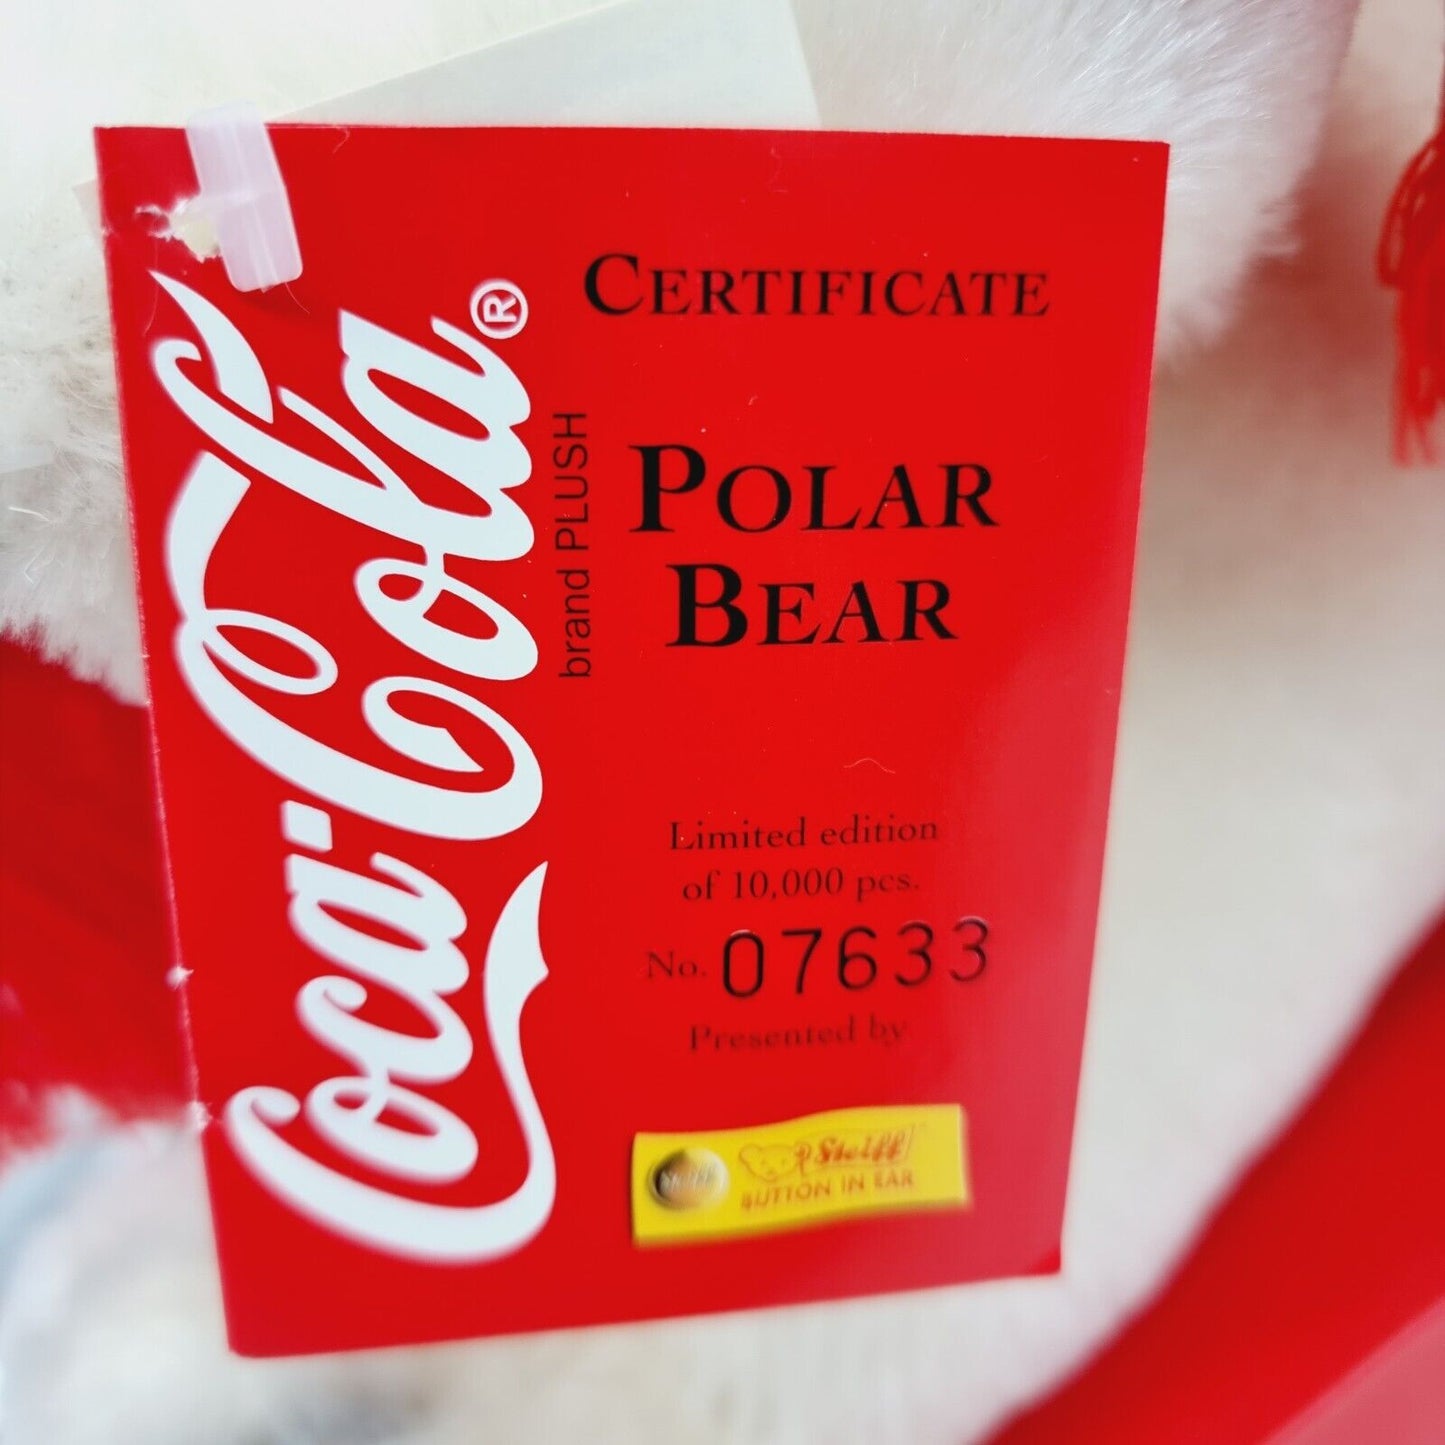 Coca-Cola®
brand PLUSH
CERTIFICATE
POLAR
BEAR
Limited edition
of 10,000 pcs.
No. 07633
Presented by
Steiff
BUTTON IN EAR